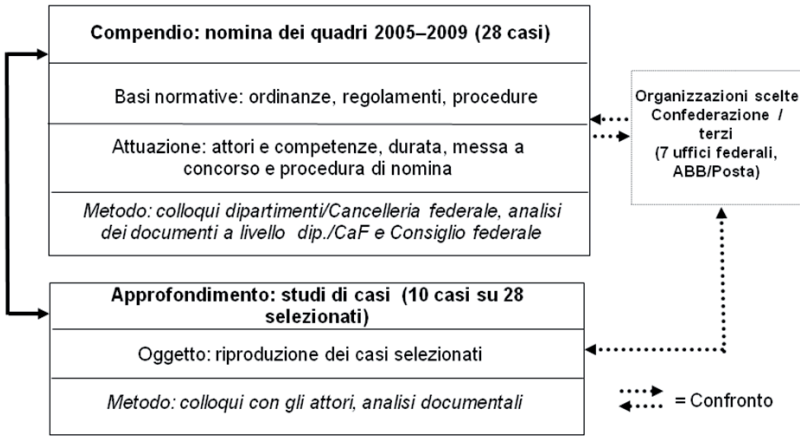 Compendio: nomina dei quadri 2005–2009 (28 casi)
Basi normative: ordinanze, regolamenti, procedure
Attuazione: attori e competenze, durata, messa a
concorso e procedura di nomina
Metodo: colloqui dipartimenti/Cancelleria federale, analisi
dei documenti a livello dip./CaF e Consiglio federale
Organizzazioni scelte
Confederazione /
terzi
(7 uffici federali,
ABB/Posta)
Approfondimento: studi di casi (10 casi su 28
selezionati)
Oggetto: riproduzione dei casi selezionati
Metodo: colloqui con gli attori, analisi documentali
= Confronto